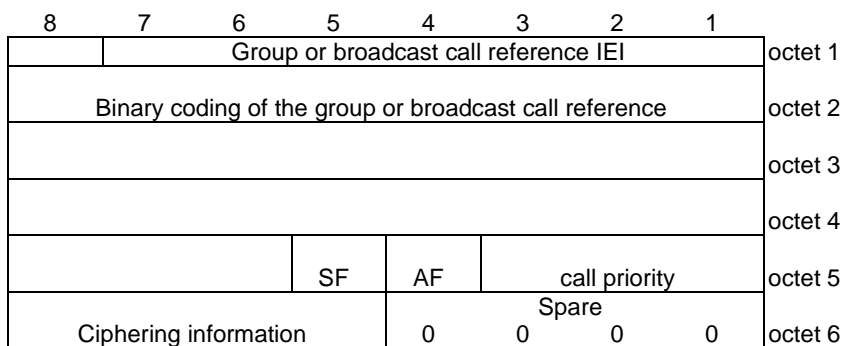 8 7 6 5 4 3 2 1
Group or broadcast call reference IEI octet 1
Binary coding of the group or broadcast call reference octet 2
octet 3
octet 4
SF AF call priority octet 5
Spare
Ciphering information 0 0 0 0 octet 6